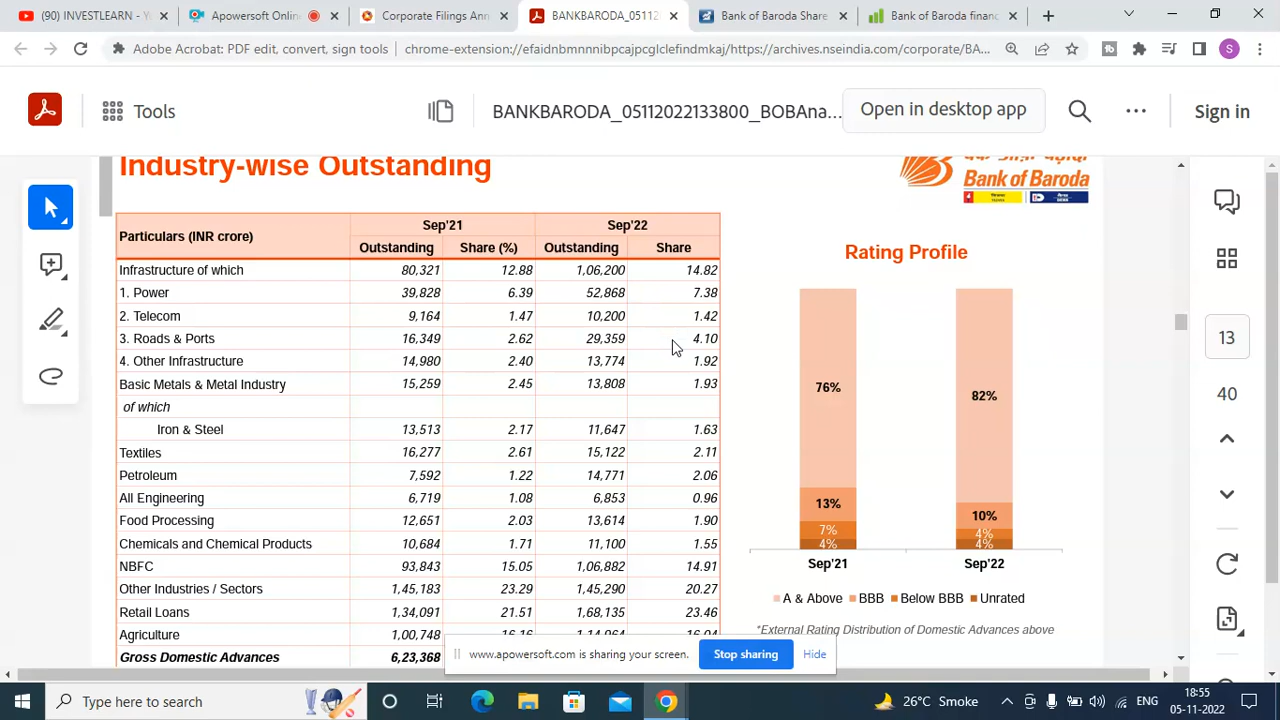 (1) INVESTLEARN - Y
Apowersoft Onli
Corporate Filings Ann
BANKBARODA_0511
Bank of Baroda Share
Bank of Baroda finan
Adobe Acrobat: PDF edit, convert, sign tools
chrome-extension://efaidnbmnnnibpcajpcglclefindmkaj/https://archives.nseindia.com/corporate/BA...
S
Tools
BANKBARODA_05112022133800_BOBAna...
Open in desktop app
Sign in
Industry-wise Outstanding
Bank of Baroda
Particulars (INR crore) Sep'21 Sep'22
Outstanding Share (%) Outstanding Share
Infrastructure of which 80,321 12.88 1,06,200 14.82
1. Power 39,828 6.39 52,868 7.38
2. Telecom 9,164 1.47 10,200 1.42
3. Roads & Ports 16,349 2.62 29,359 4.10
4. Other Infrastructure 14,980 2.40 13,774 1.92
Basic Metals & Metal Industry 15,259 2.45 13,808 1.93
of which
Iron & Steel 13,513 2.17 11,647 1.63
Textiles 16,277 2.61 15,122 2.11
Petroleum 7,592 1.22 14,771 2.06
All Engineering 6,719 1.08 6,853 0.96
Food Processing 12,651 2.03 13,614 1.90
Chemicals and Chemical Products 10,684 1.71 11,100 1.55
NBFC 93,843 15.05 1,06,882 14.91
Other Industries / Sectors 1,45,183 23.29 1,45,290 20.27
Retail Loans 1,34,091 21.51 1,68,135 23.46
Agriculture 1,00,748
Gross Domestic Advances 6,23,368
Rating Profile
76%
82%
13%
10%
7%
4%
4%
4%
Sep'21
Sep'22
A & Above BBB Below BBB Unrated
*External Rating Distribution of Domestic Advances above
13
40
www.apowersoft.com is sharing your screen.
Stop sharing
Hide
Type here to search
26°C Smoke
ENG
18:55
05-11-2022